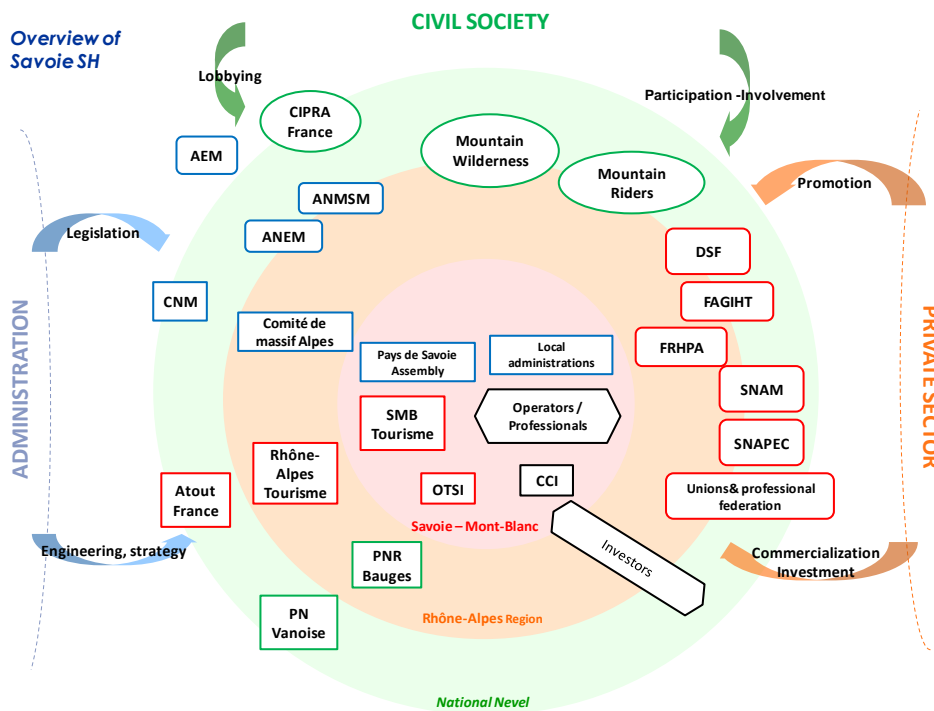 CIVIL SOCIETY
Overview of
Savoie SH
Lobbying
Participation -Involvement
CIPRA
France
Mountain
Wilderness
AEM
Mountain
Riders
Promotion
ANMSM
ANEM
Legislation
DSF
CNM
FAGIHT
Comité de
massif Alpes
Pays de Savoie
Assembly
Local
administrations
FRHPA
ADMINISTRATION
PRIVATE SECTOR
SNAM
SMB
Tourisme
Operators /
Professionals
SNAPEC
Rhône-
Alpes
Tourisme
Atout
France
OTSI
CCI
Unions& professional
federation
Savoie – Mont-Blanc
Engineering, strategy
Investors
Commercialization
Investment
PNR
Bauges
PN
Vanoise
Rhône-Alpes Region
National Nevel